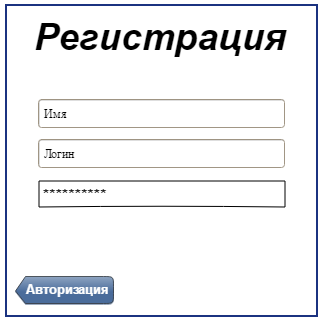 Регистрация
Имя
Логин
**********
Авторизация